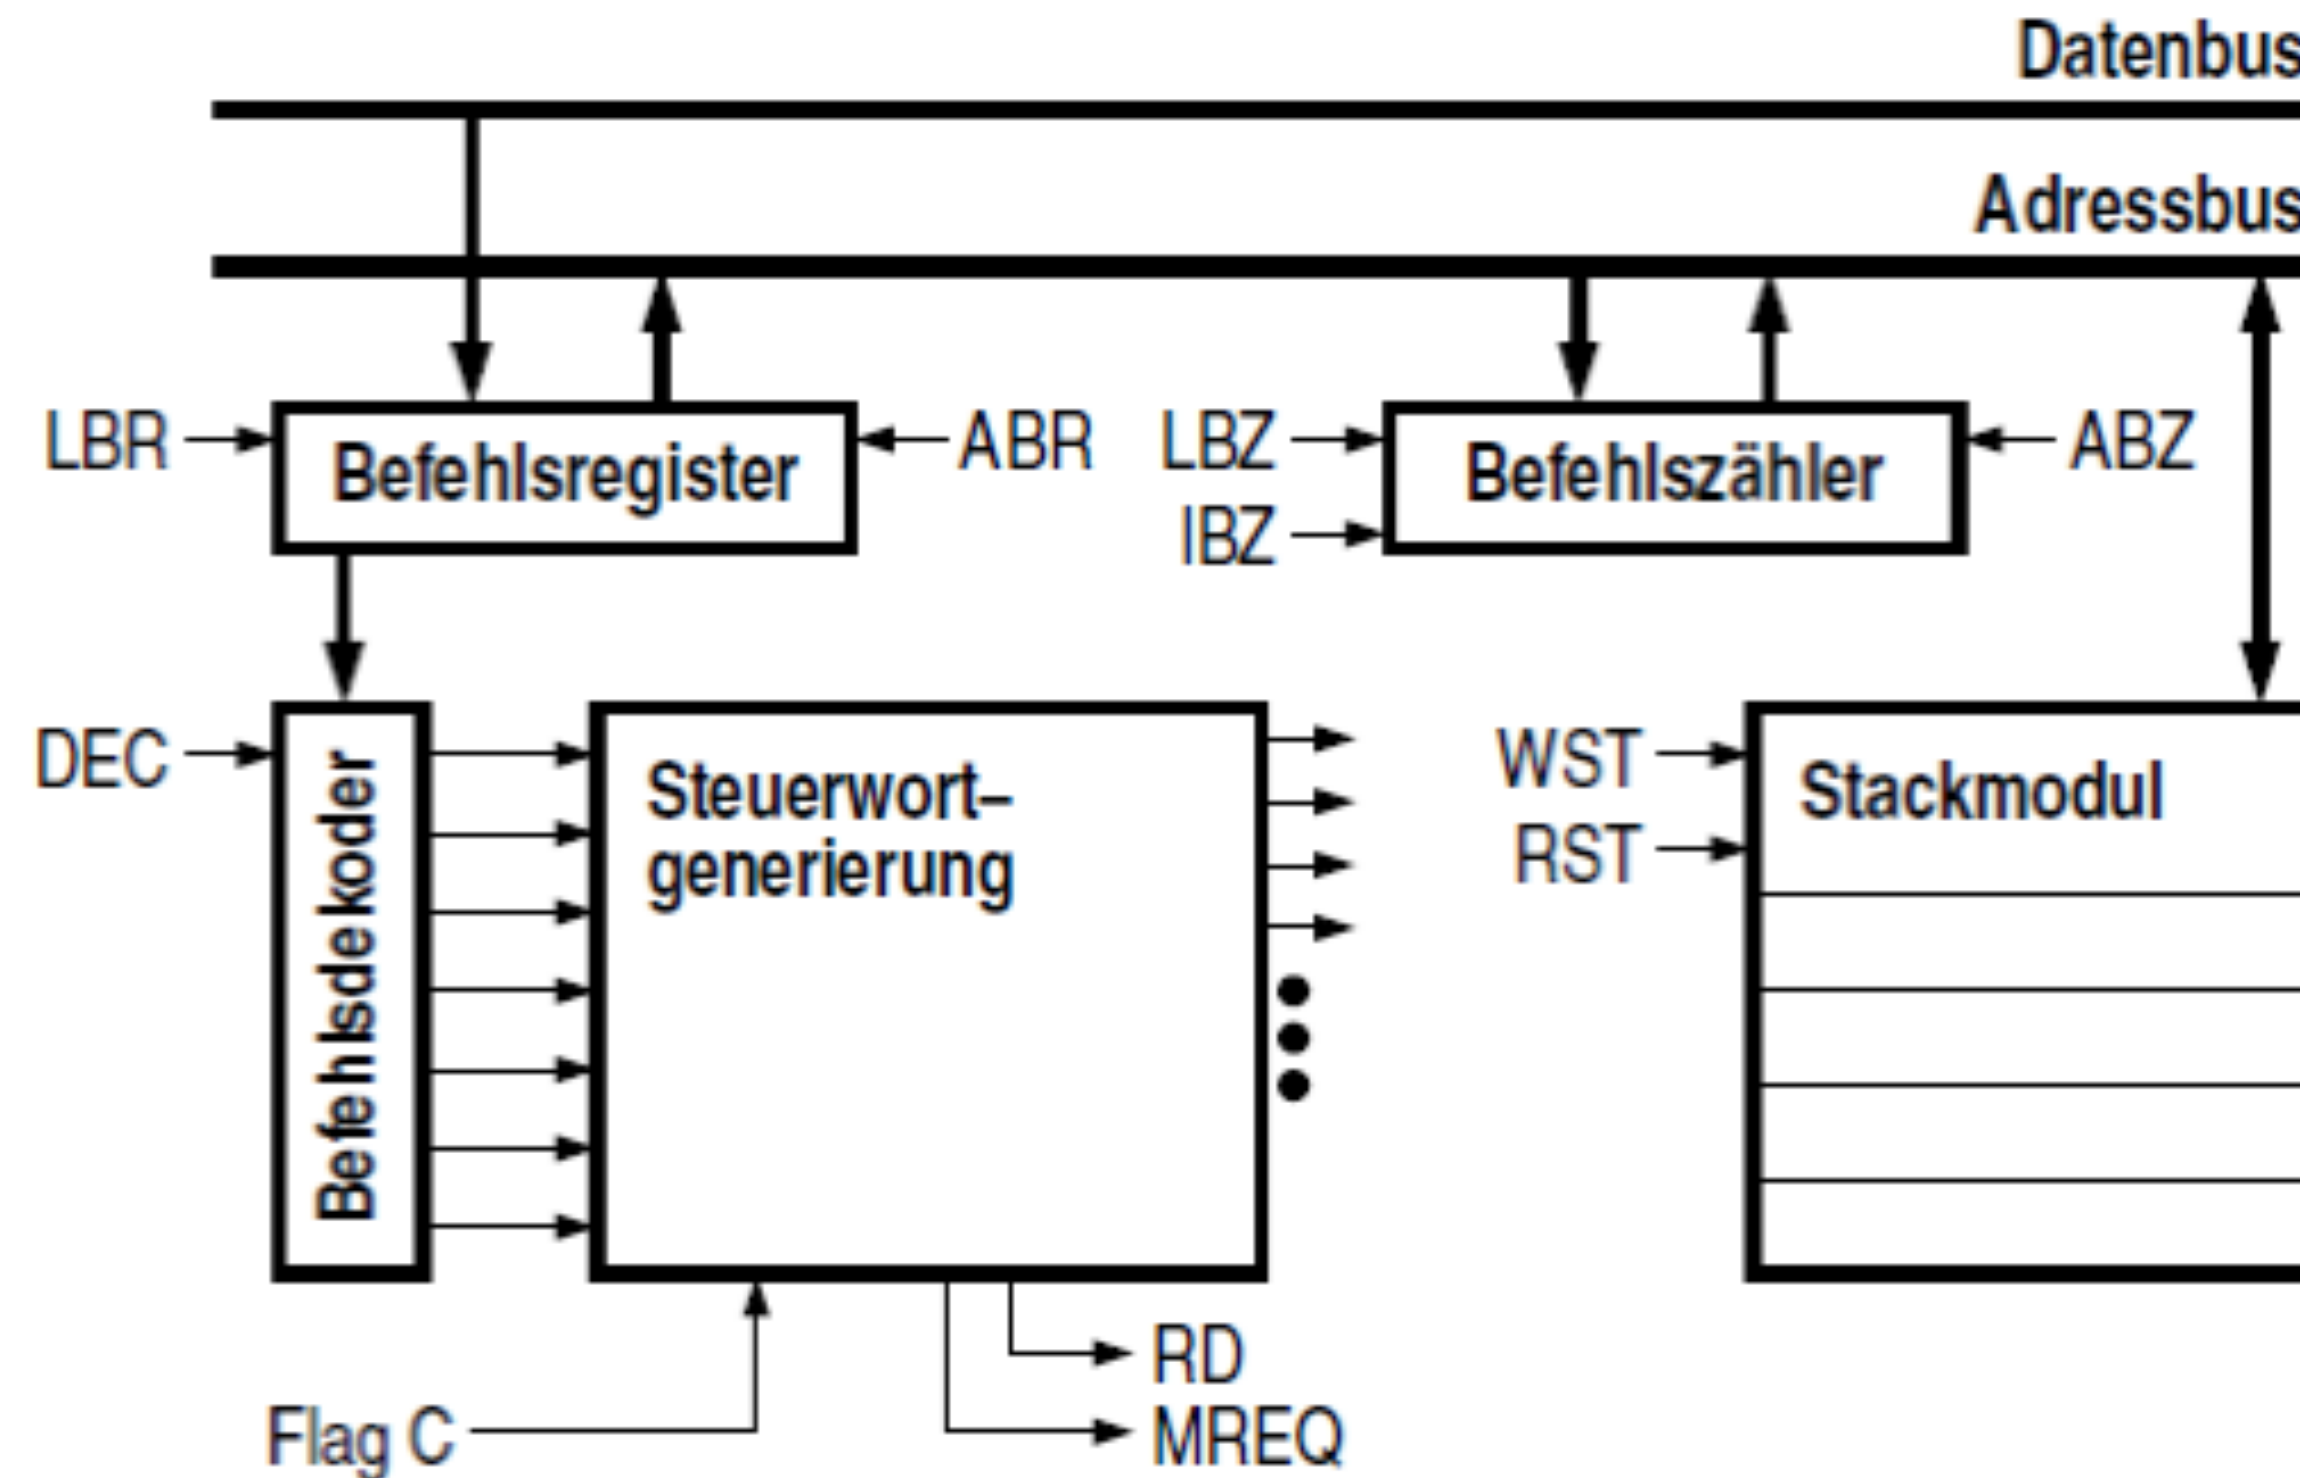 Datenbus
Adressbus
LBR
Befehlsregister
ABR
LBZ
IBZ
Befehlszähler
ABZ
DEC
Befehlsdekoder
Steuerwort–
generierung
WST
RST
Stackmodul
RD
MREQ
Flag C